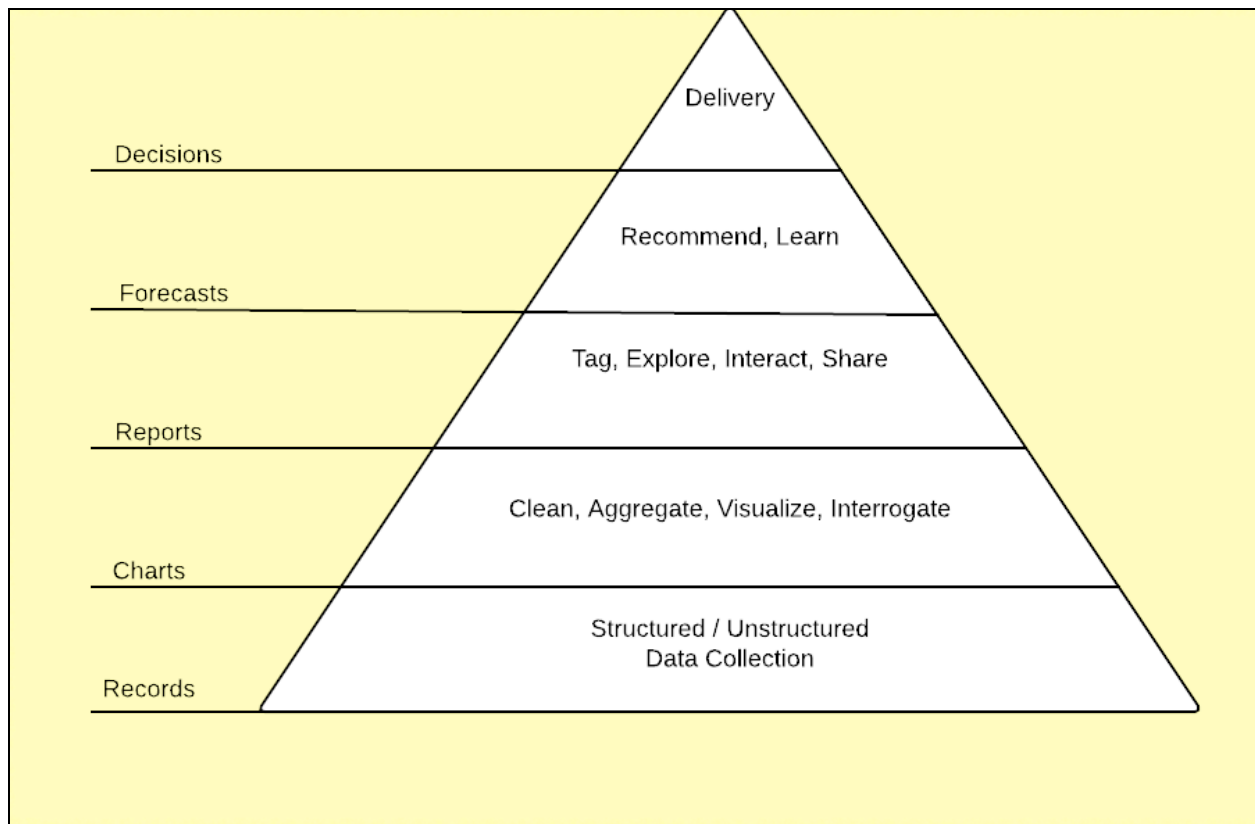 Delivery
Decisions
Recommend, Learn
Forecasts
Tag, Explore, Interact, Share
Reports
Clean, Aggregate, Visualize, Interrogate
Charts
Structured / Unstructured
Data Collection
Records